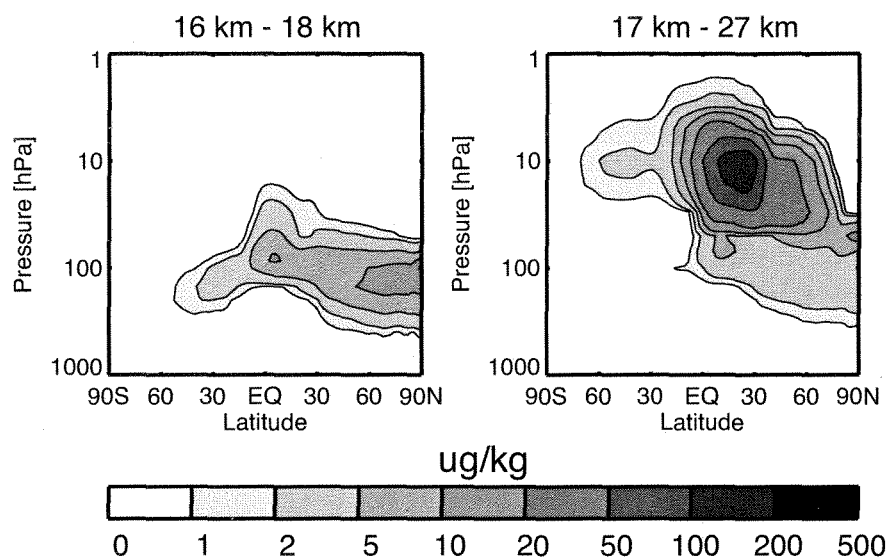 16 km - 18 km
17 km - 27 km
Pressure [hPa]
1
10
100
1000
90S 60 30 EQ 30 60 90N
Latitude
Pressure [hPa]
1
10
100
1000
90S 60 30 EQ 30 60 90N
Latitude
ug/kg
0 1 2 5 10 20 50 100 200 500